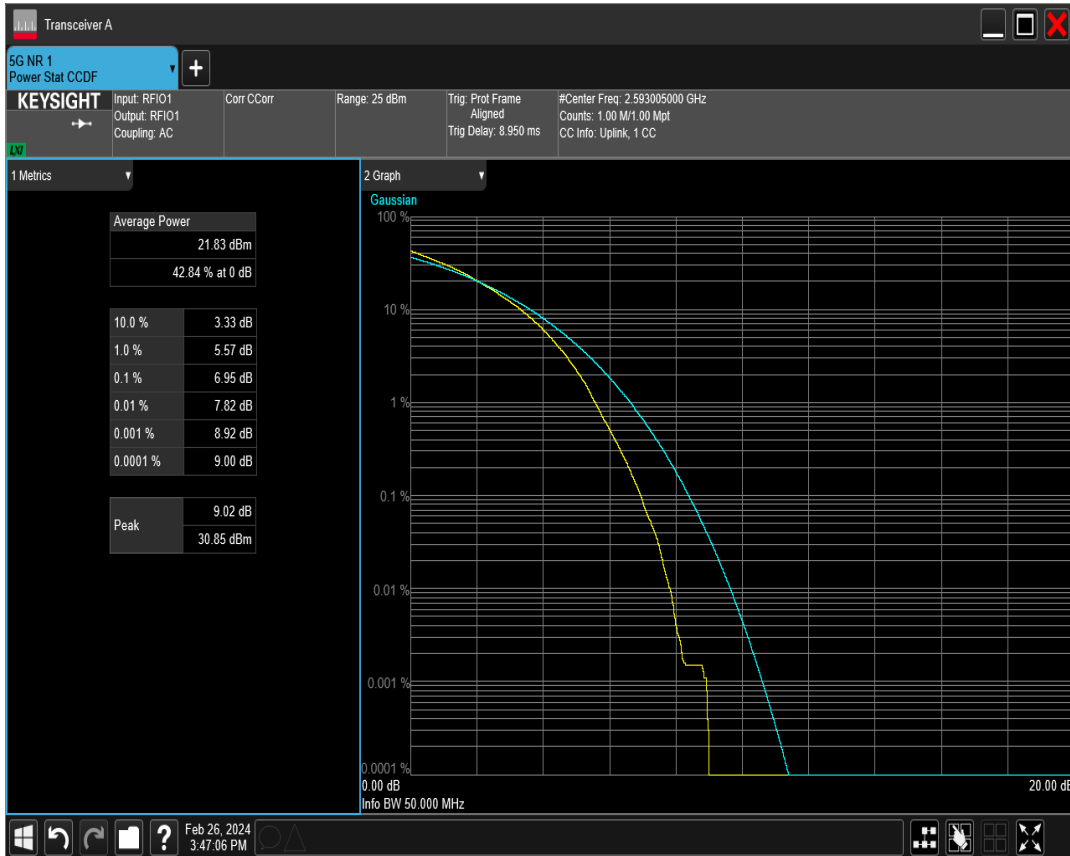 Transceiver A
5G NR 1
Power Stat CCDF
KEYSIGHT
LXI
Input: RFIO1
Output: RFIO1
Coupling: AC
Corr CCorr
Range: 25 dBm
Trig: Prot Frame
Aligned
Trig Delay: 8.950 ms
#Center Freq: 2.593005000 GHz
Counts: 1.00 M/1.00 Mpt
CC Info: Uplink, 1 CC
1 Metrics
Average Power
21.83 dBm
42.84 % at 0 dB
10.0 % 3.33 dB
1.0 % 5.57 dB
0.1 % 6.95 dB
0.01 % 7.82 dB
0.001 % 8.92 dB
0.0001 % 9.00 dB
Peak
9.02 dB
30.85 dBm
2 Graph
Gaussian
100 %
10 %
1 %
0.1 %
0.01 %
0.001 %
0.0001 %
0.00 dB 20.00 dB
Info BW 50.000 MHz
?
Feb 26, 2024
3:47:06 PM